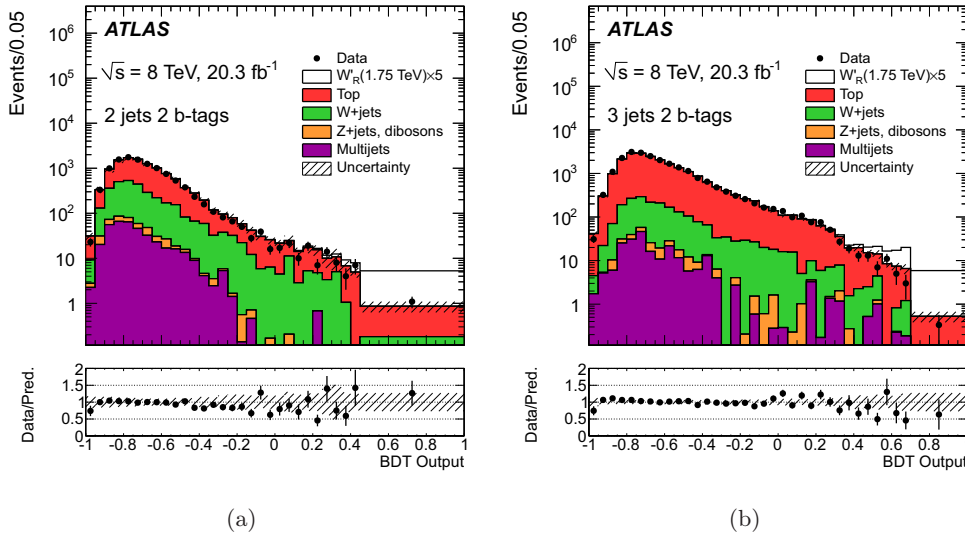 ATLAS
√s = 8 TeV, 20.3 fb⁻¹
2 jets 2 b-tags
Data
W'R(1.75 TeV)×5
Top
W+jets
Z+jets, dibosons
Multijets
Uncertainty
Events/0.05
10⁶
10⁵
10⁴
10³
10²
10
1
Data/Pred.
2
1.5
1
0.5
0
-1 -0.8 -0.6 -0.4 -0.2 0 0.2 0.4 0.6 0.8 1
BDT Output
(a)
ATLAS
√s = 8 TeV, 20.3 fb⁻¹
3 jets 2 b-tags
Data
W'R(1.75 TeV)×5
Top
W+jets
Z+jets, dibosons
Multijets
Uncertainty
Events/0.05
10⁶
10⁵
10⁴
10³
10²
10
1
Data/Pred.
2
1.5
1
0.5
0
-1 -0.8 -0.6 -0.4 -0.2 0 0.2 0.4 0.6 0.8 1
BDT Output
(b)